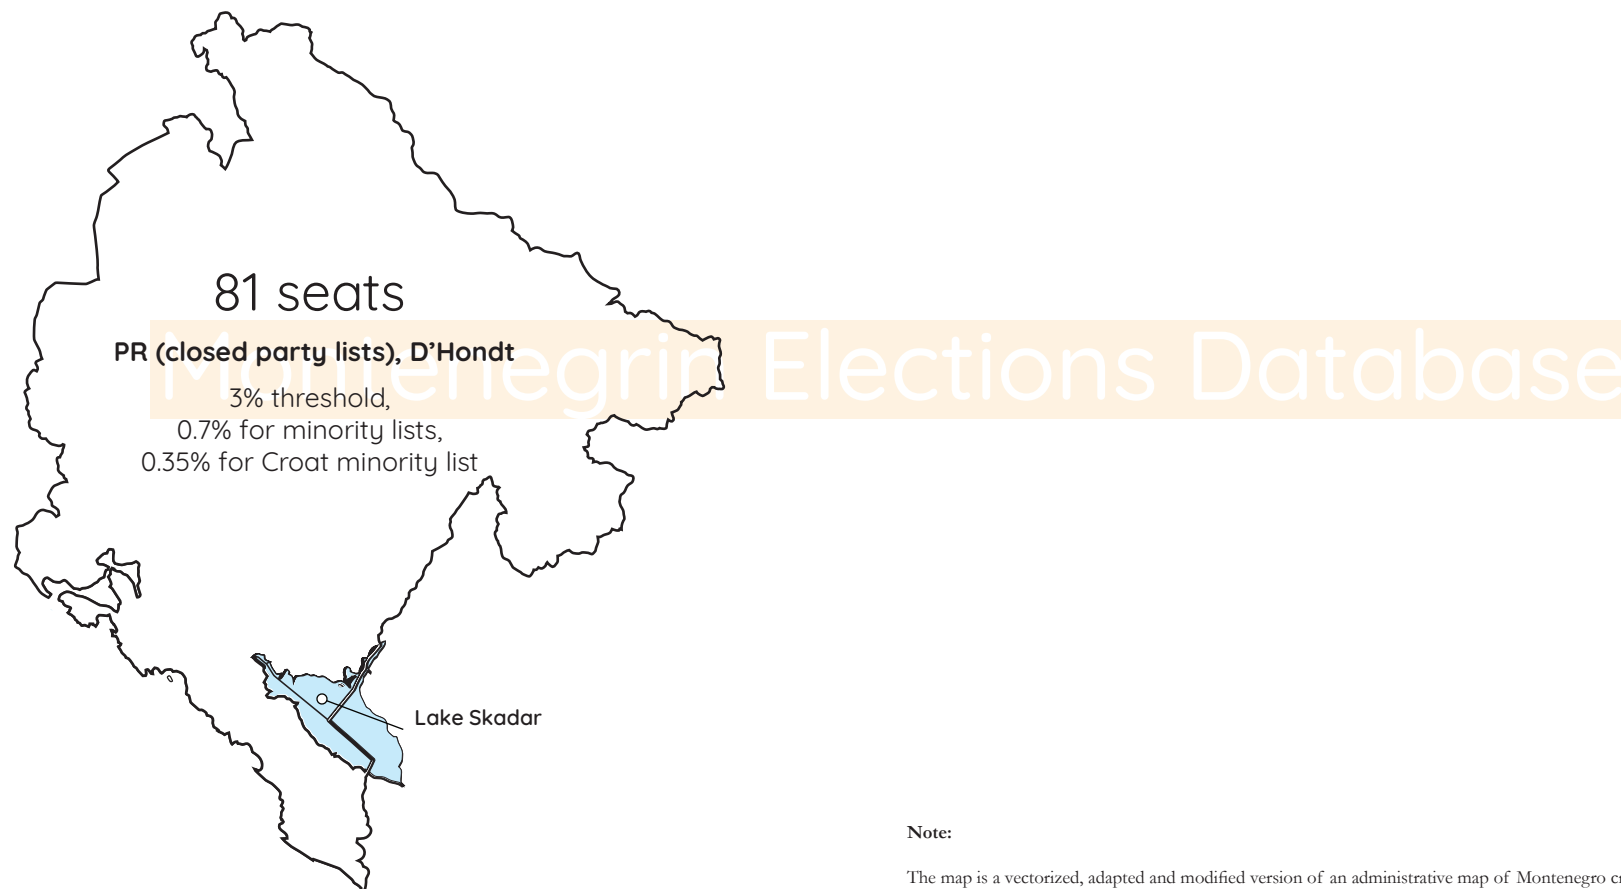 81 seats
PR (closed party lists), D’Hondt
3% threshold,
0.7% for minority lists,
0.35% for Croat minority list
Montenegrin Elections Database
Lake Skadar
Note:
The map is a vectorized, adapted and modified version of an administrative map of Montenegro